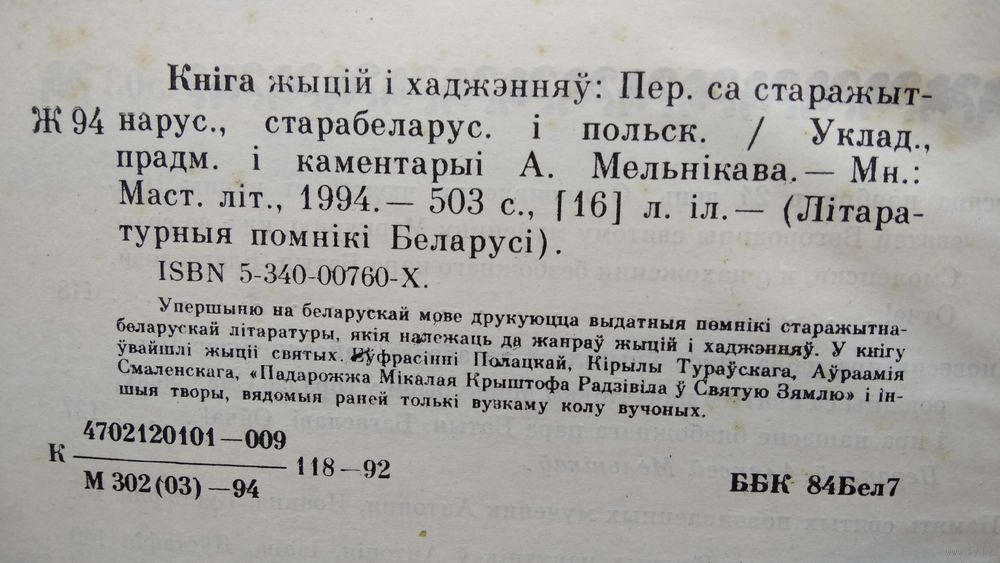 Кніга жыцій і хаджэнняў: Пер. са старажыт-
Ж 94 нарус., старабеларус. і польск. / Уклад.,
прадм. і каментарыі А. Мельнікава. — Мн.:
Маст. літ., 1994. — 503 с., [16] л. іл. — (Літара-
турныя помнікі Беларусі).
ISBN 5-340-00760-X.
Упершыню на беларускай мове друкуюцца выдатныя помнікі старажытна-
беларускай літаратуры, якія належаць да жанраў жыцій і хаджэнняў. У кнігу
ўвайшлі жыціі святых. Еўфрасінні Полацкай, Кірылы Тураўскага, Аўраамія
Смаленскага, «Падарожжа Мікалая Крыштофа Радзівіла ў Святую Зямлю» і ін-
шыя творы, вядомыя раней толькі вузкаму колу вучоных.
4702120101—009
К 118—92
М 302(03)—94
ББК 84Бел7